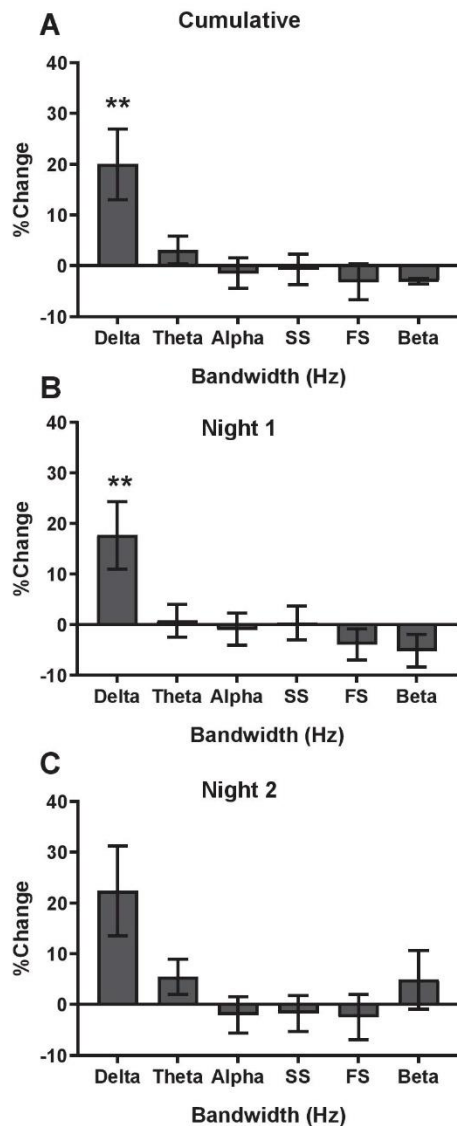 A
Cumulative
**
40
30
20
10
0
-10
%Change
Delta Theta Alpha SS FS Beta
Bandwidth (Hz)
B
Night 1
**
40
30
20
10
0
-10
%Change
Delta Theta Alpha SS FS Beta
Bandwidth (Hz)
C
Night 2
40
30
20
10
0
-10
%Change
Delta Theta Alpha SS FS Beta
Bandwidth (Hz)